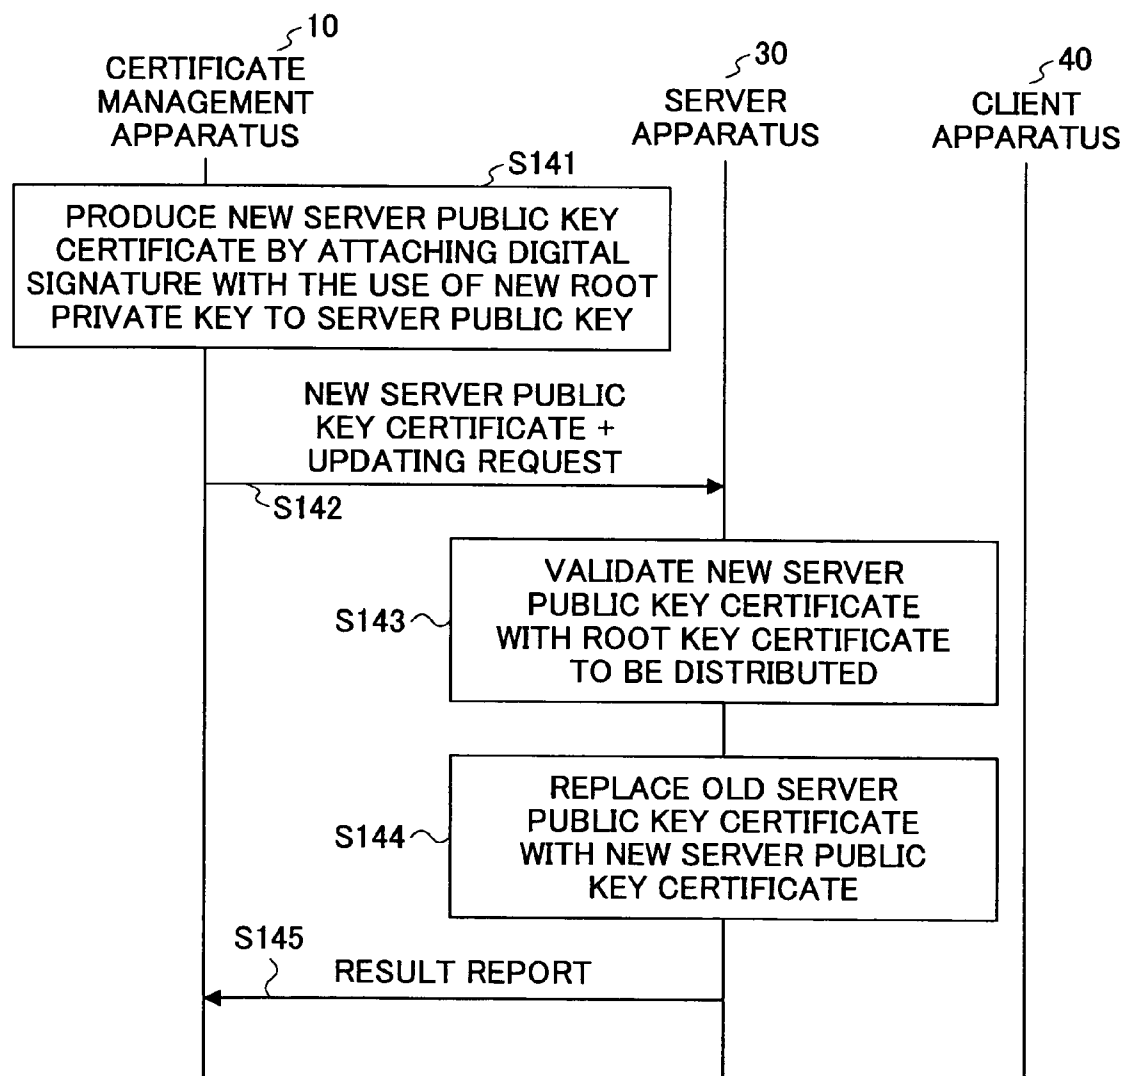 10
CERTIFICATE
MANAGEMENT
APPARATUS
30
SERVER
APPARATUS
40
CLIENT
APPARATUS
S141
PRODUCE NEW SERVER PUBLIC KEY
CERTIFICATE BY ATTACHING DIGITAL
SIGNATURE WITH THE USE OF NEW ROOT
PRIVATE KEY TO SERVER PUBLIC KEY
NEW SERVER PUBLIC
KEY CERTIFICATE +
UPDATING REQUEST
S142
S143
VALIDATE NEW SERVER
PUBLIC KEY CERTIFICATE
WITH ROOT KEY CERTIFICATE
TO BE DISTRIBUTED
S144
REPLACE OLD SERVER
PUBLIC KEY CERTIFICATE
WITH NEW SERVER PUBLIC
KEY CERTIFICATE
S145
RESULT REPORT